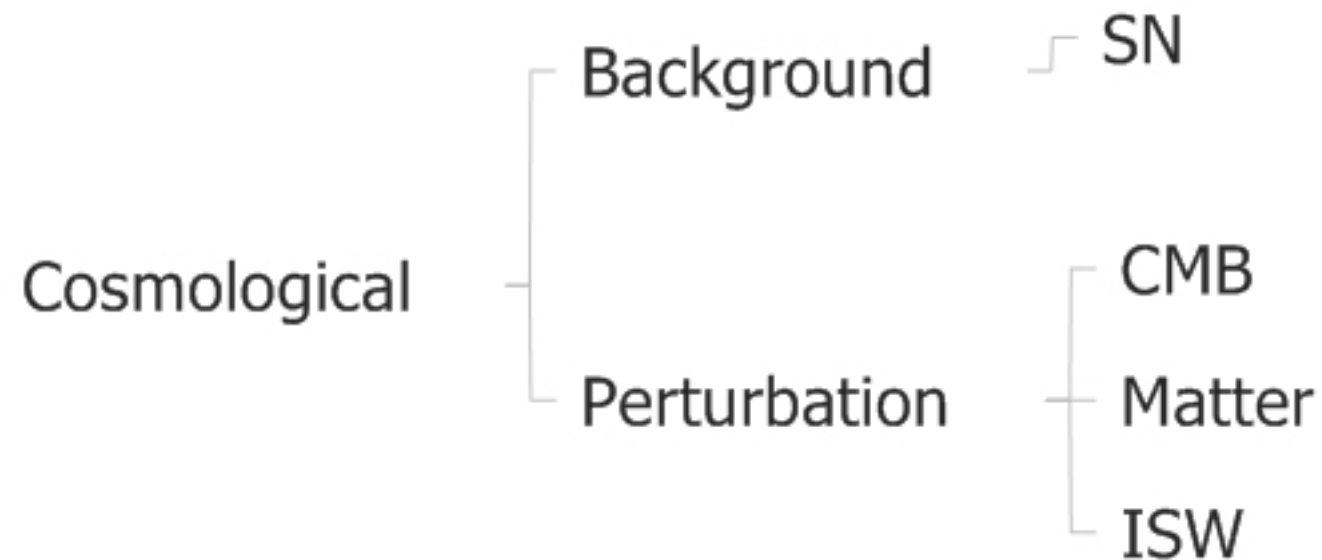 Cosmological
Background
SN
Perturbation
CMB
Matter
ISW